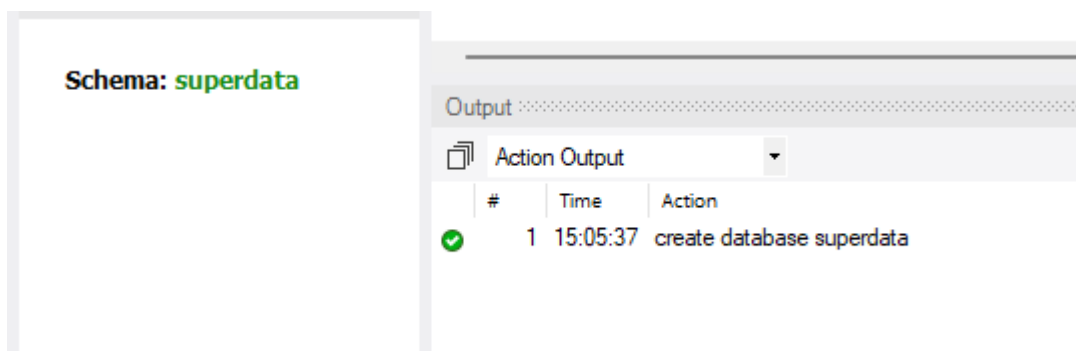 Schema: superdata
Output
Action Output
# Time Action
1 15:05:37 create database superdata